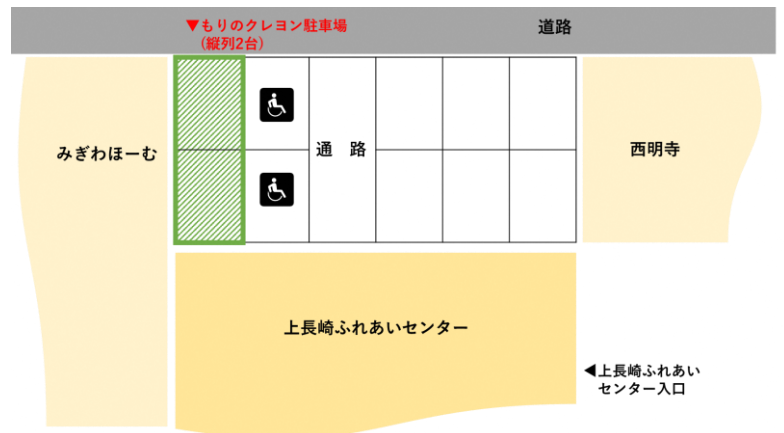 ▼もりのクレヨン駐車場
(縦列2台)
道路
みぎわほーむ
通　路
西明寺
上長崎ふれあいセンター
◀上長崎ふれあい
センター入口